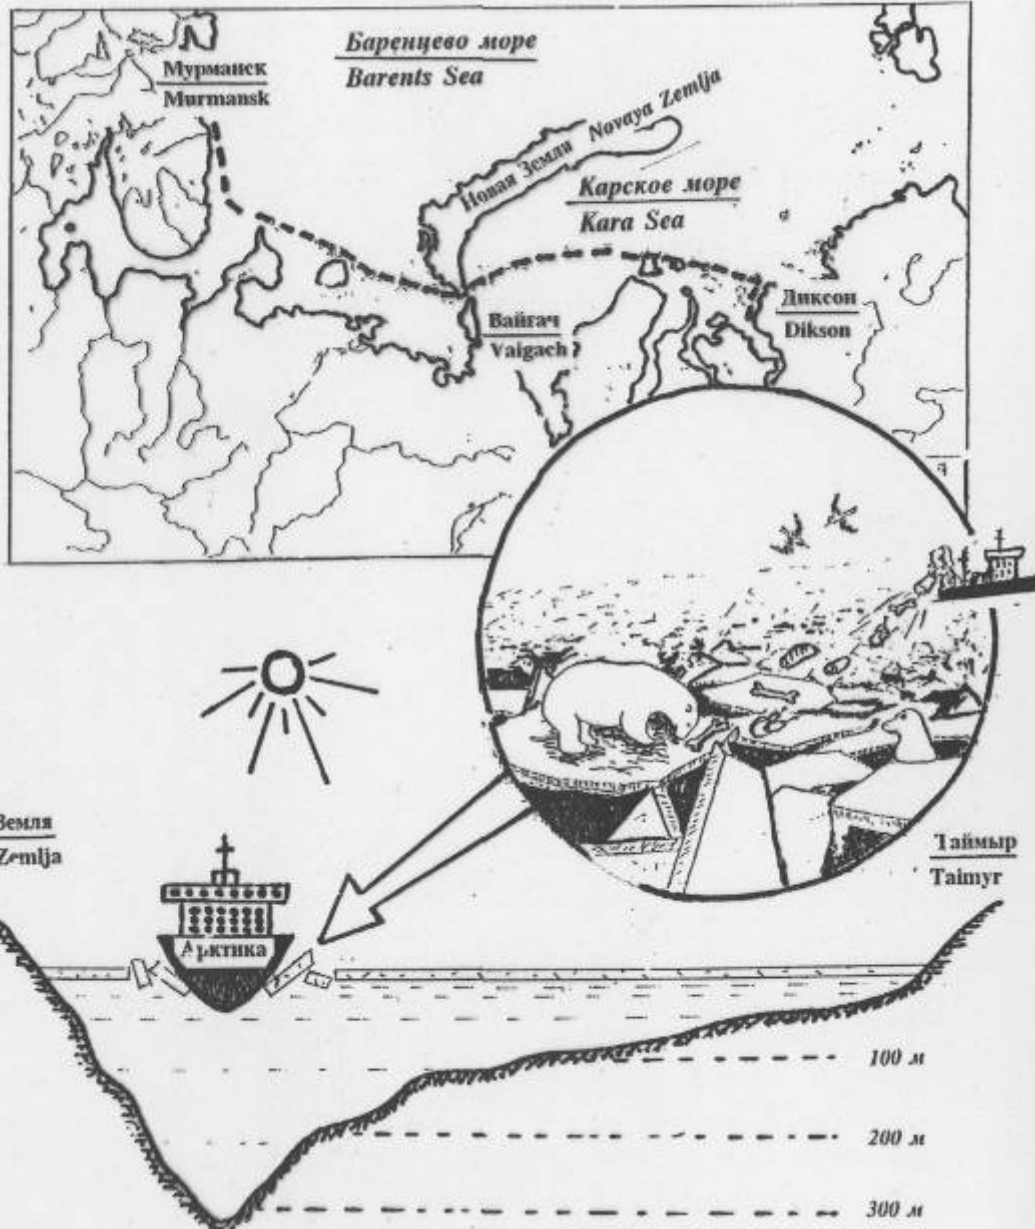 Баренцево море
Barents Sea
Мурманск
Murmansk
Новая Земля Novaya Zemlja
Карское море
Kara Sea
Вайгач
Vaigach
Диксон
Dikson
Земля
Zemlja
Таймыр
Taimyr
Арктика
100 м
200 м
300 м